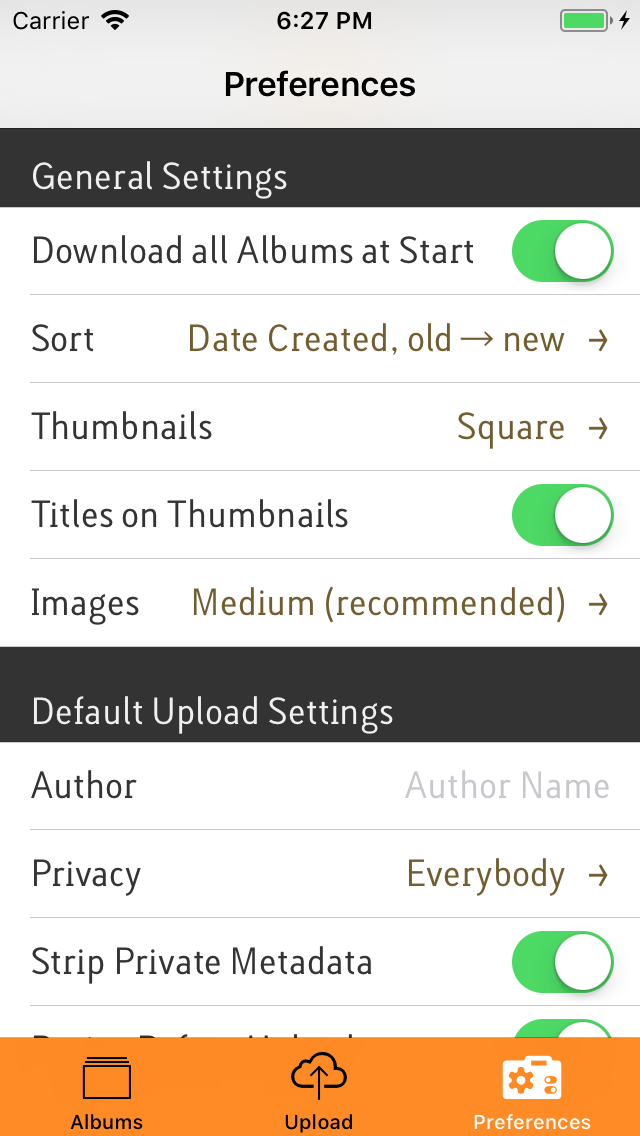 Carrier 6:27 PM
Preferences
General Settings
Download all Albums at Start
Sort Date Created, old → new →
Thumbnails Square →
Titles on Thumbnails
Images Medium (recommended) →
Default Upload Settings
Author Author Name
Privacy Everybody →
Strip Private Metadata
Albums Upload Preferences